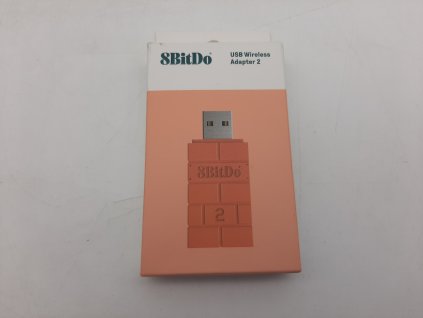 8BitDo
USB Wireless
Adapter 2
8BitDo
2